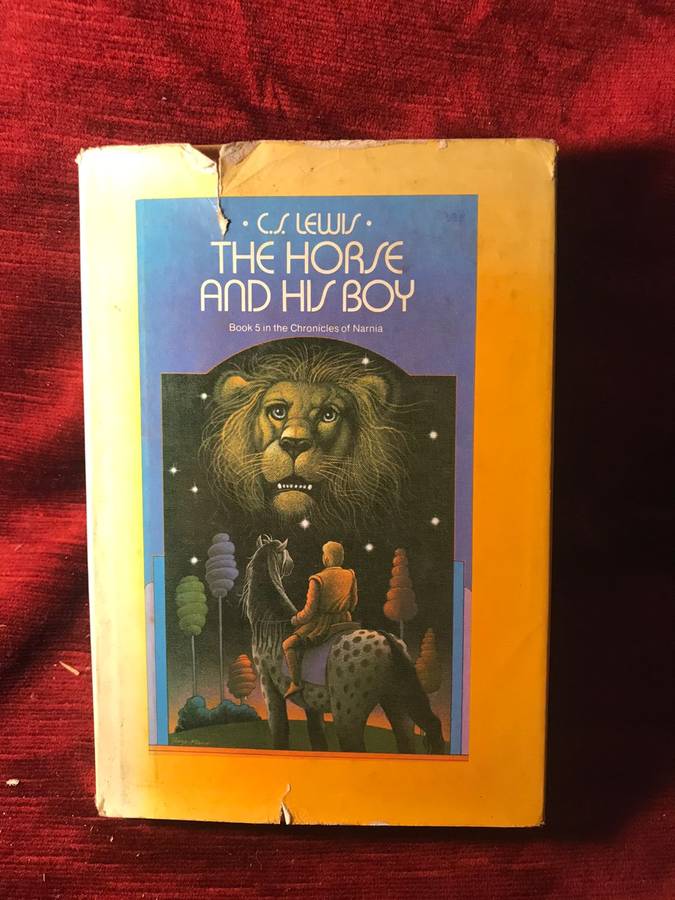 · C.S. LEWIS ·
THE HORSE
AND HIS BOY
Book 5 in the Chronicles of Narnia